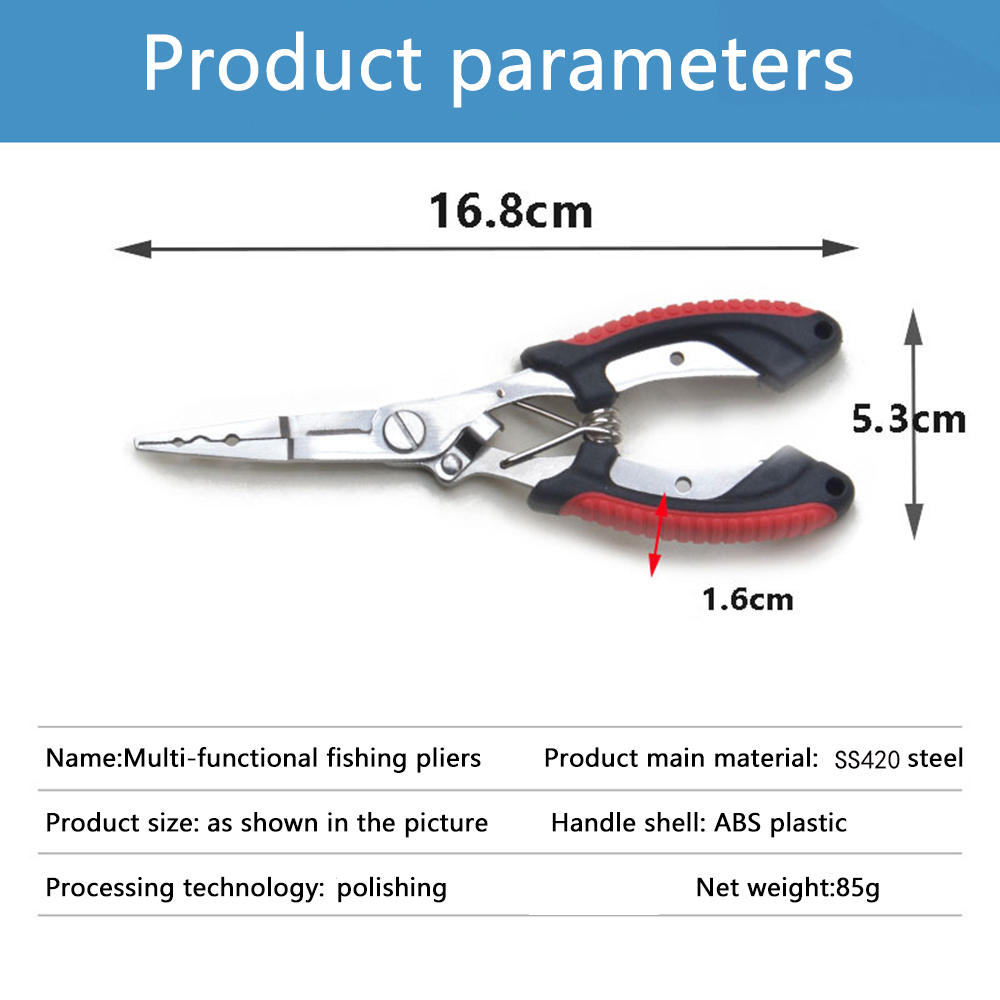 Product parameters
16.8cm
5.3cm
1.6cm
Name:Multi-functional fishing pliers
Product main material: SS420 steel
Product size: as shown in the picture
Handle shell: ABS plastic
Processing technology: polishing
Net weight:85g